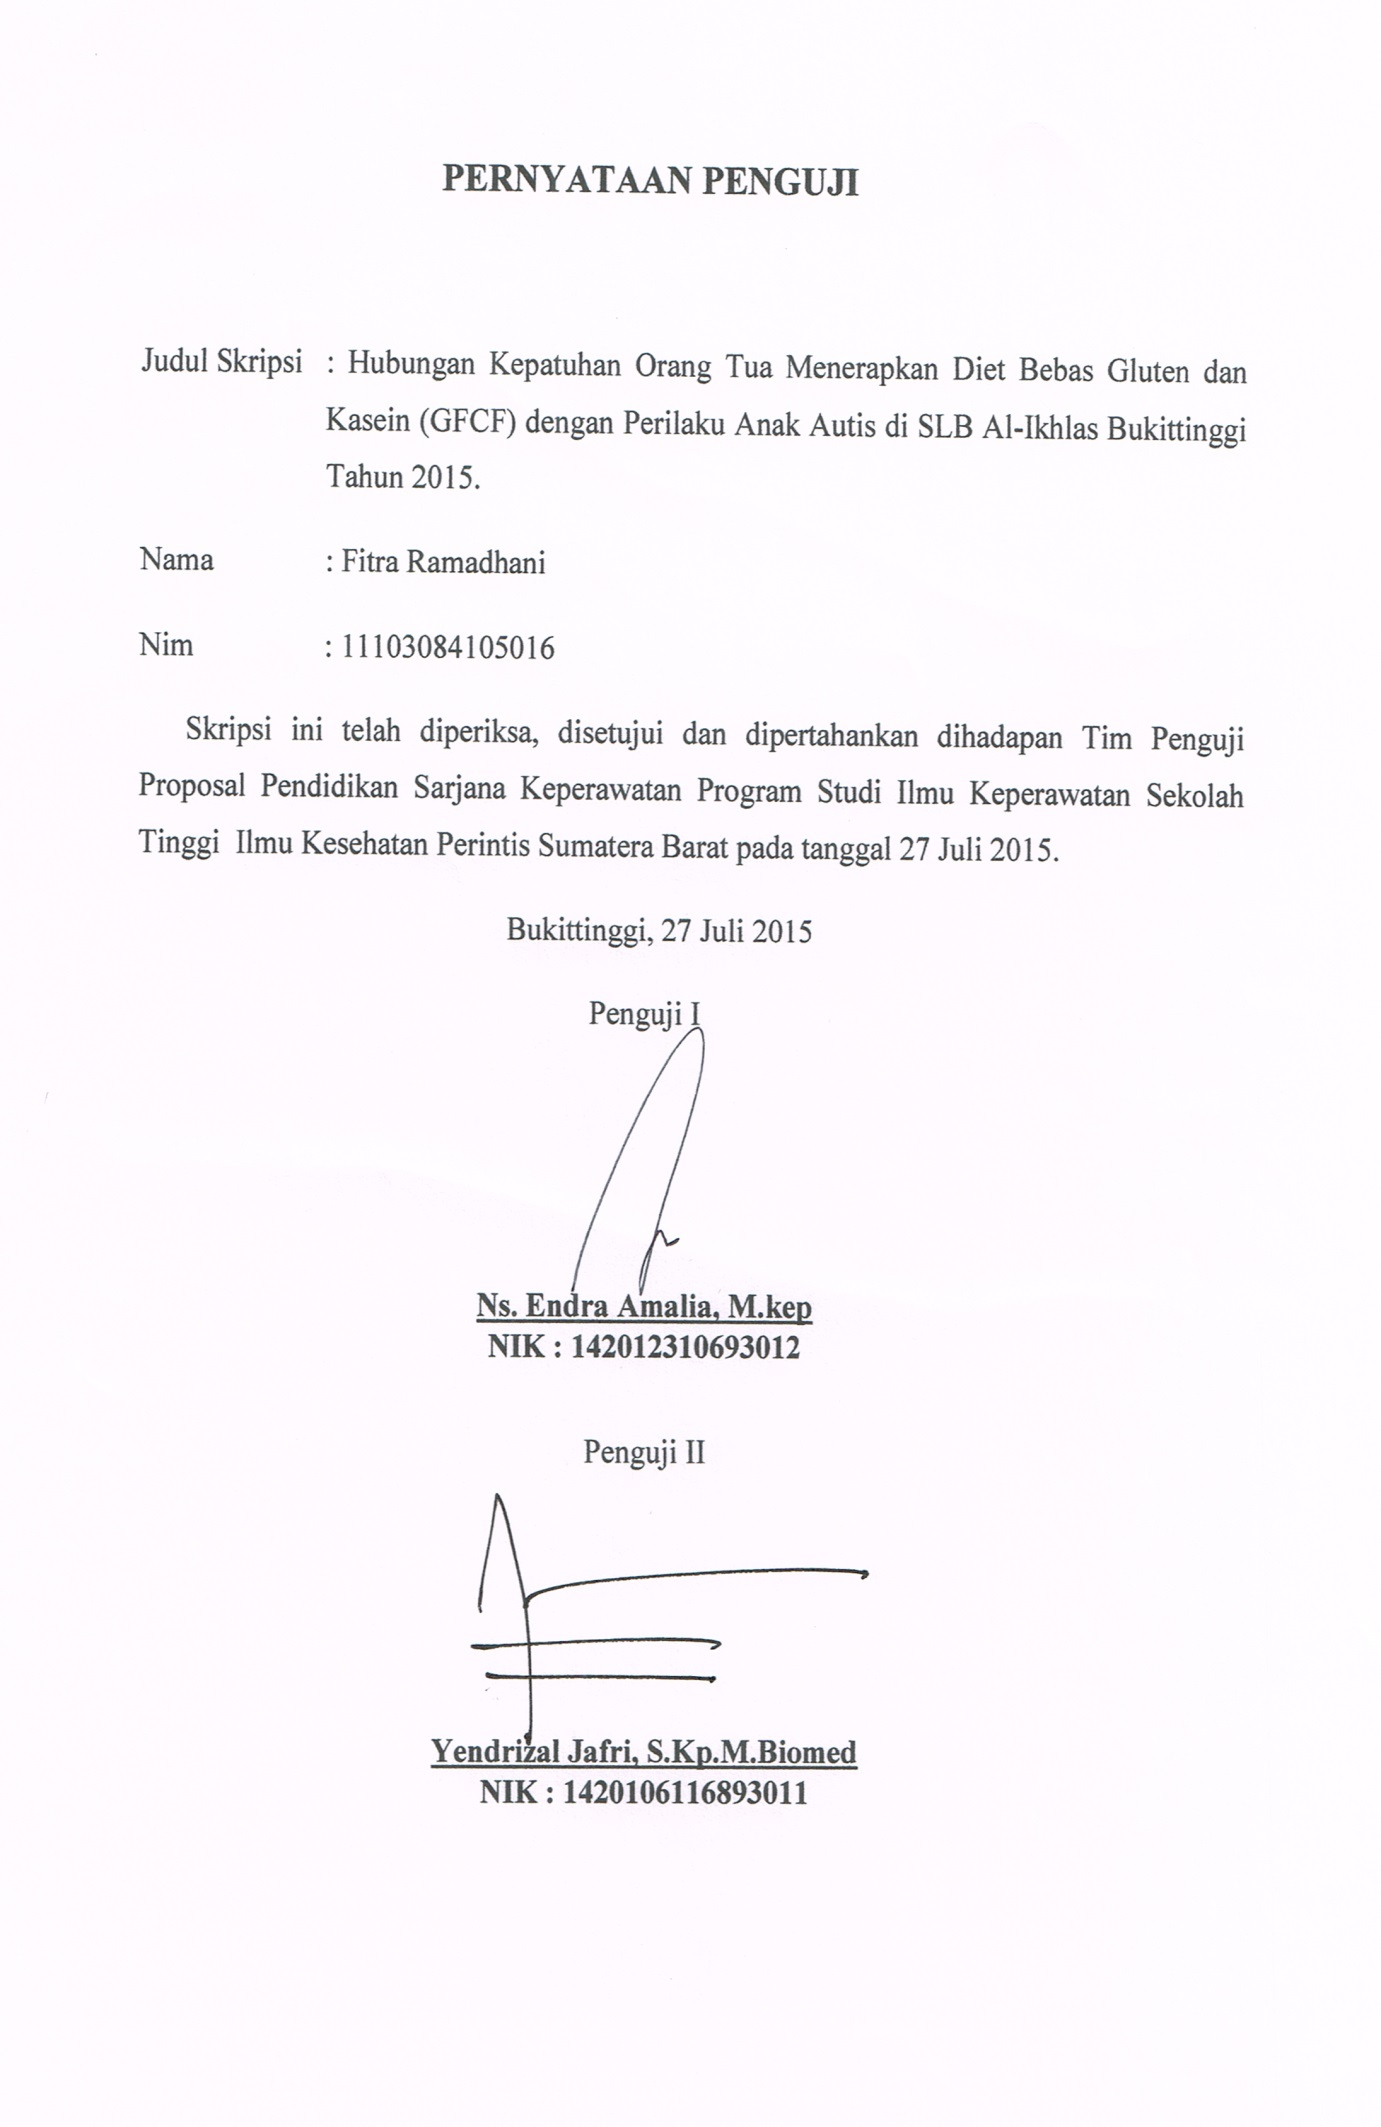 PERNYATAAN PENGUJI
Judul Skripsi : Hubungan Kepatuhan Orang Tua Menerapkan Diet Bebas Gluten dan
Kasein (GFCF) dengan Perilaku Anak Autis di SLB Al-Ikhlas Bukittinggi
Tahun 2015.
Nama : Fitra Ramadhani
Nim : 11103084105016
Skripsi ini telah diperiksa, disetujui dan dipertahankan dihadapan Tim Penguji
Proposal Pendidikan Sarjana Keperawatan Program Studi Ilmu Keperawatan Sekolah
Tinggi Ilmu Kesehatan Perintis Sumatera Barat pada tanggal 27 Juli 2015.
Bukittinggi, 27 Juli 2015
Penguji I
Ns. Endra Amalia, M.kep
NIK : 142012310693012
Penguji II
Yendrizal Jafri, S.Kp.M.Biomed
NIK : 1420106116893011